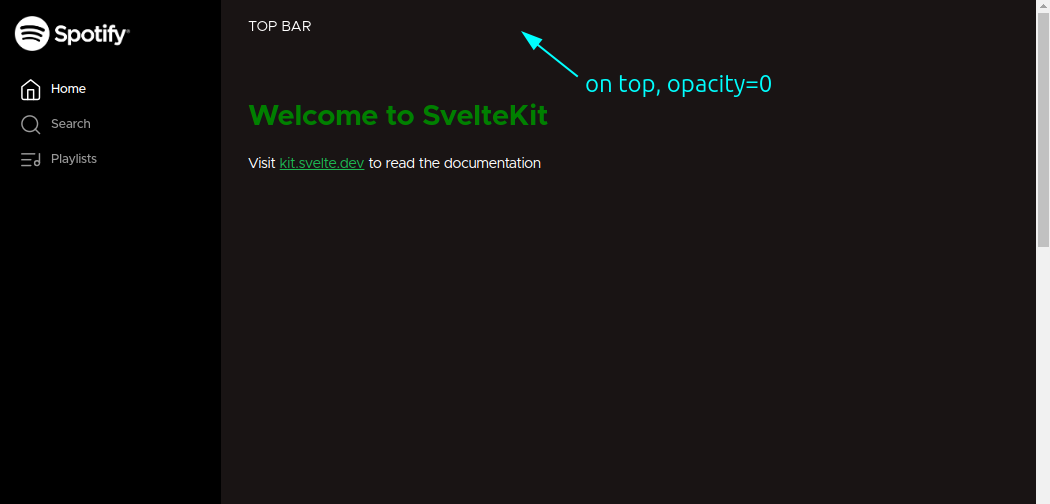 Spotify®
Home
Search
Playlists
TOP BAR
on top, opacity=0
Welcome to SvelteKit
Visit kit.svelte.dev to read the documentation